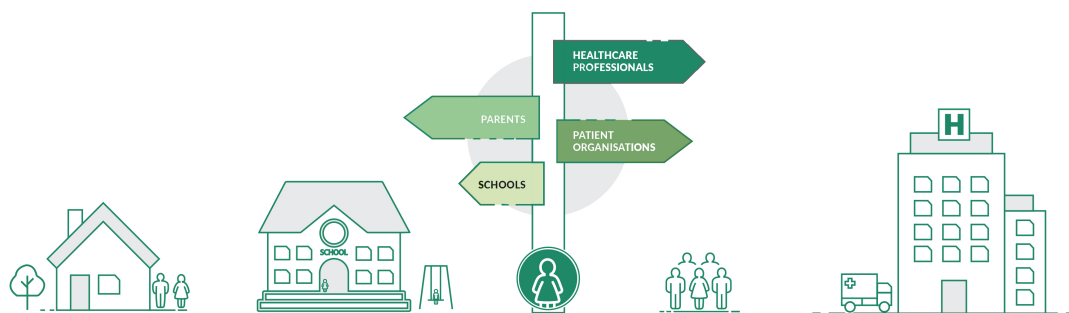 HEALTHCARE
PROFESSIONALS
PARENTS
PATIENT
ORGANISATIONS
SCHOOLS
H
SCHOOL